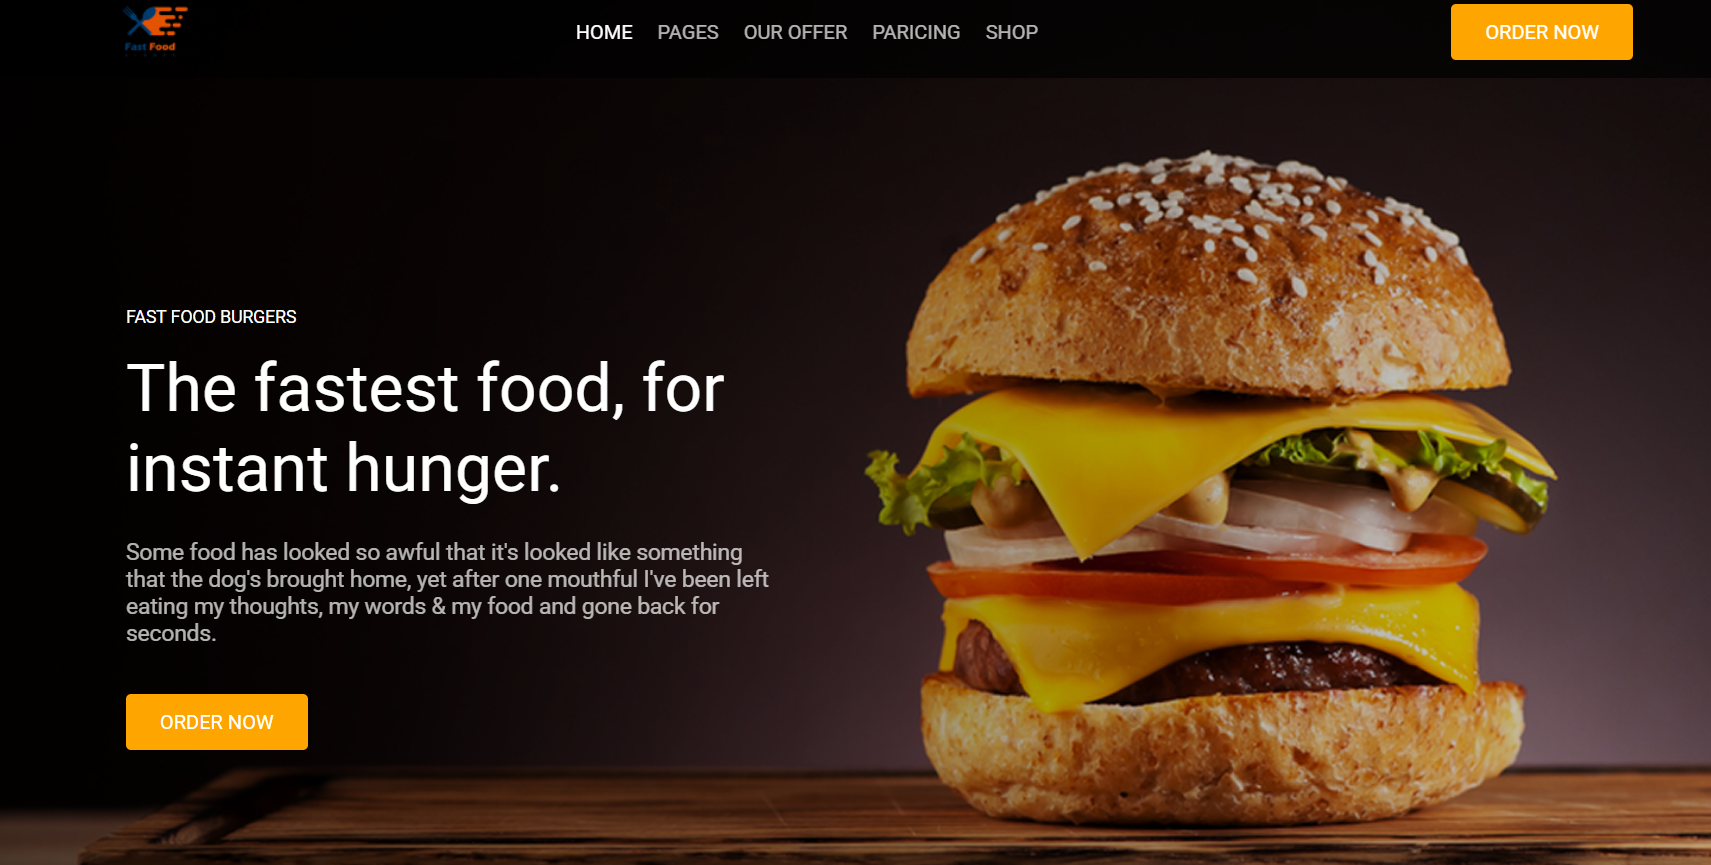 Fast Food
HOME PAGES OUR OFFER PARICING SHOP
ORDER NOW
FAST FOOD BURGERS
The fastest food, for
instant hunger.
Some food has looked so awful that it's looked like something
that the dog's brought home, yet after one mouthful I've been left
eating my thoughts, my words & my food and gone back for
seconds.
ORDER NOW